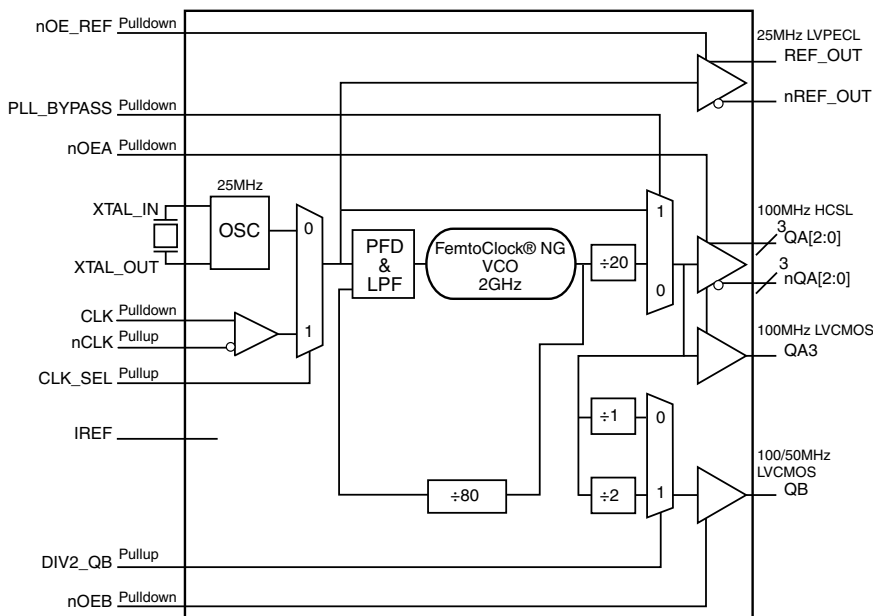 nOE_REF Pulldown
25MHz LVPECL
REF_OUT
nREF_OUT
PLL_BYPASS Pulldown
nOEA Pulldown
25MHz
XTAL_IN
OSC
XTAL_OUT
0
1
PFD
&
LPF
FemtoClock® NG
VCO
2GHz
÷20
1
0
100MHz HCSL
3
QA[2:0]
3
nQA[2:0]
CLK Pulldown
nCLK Pullup
CLK_SEL Pullup
100MHz LVCMOS
QA3
IREF
÷1
0
÷2
1
÷80
100/50MHz
LVCMOS
QB
DIV2_QB Pullup
nOEB Pulldown